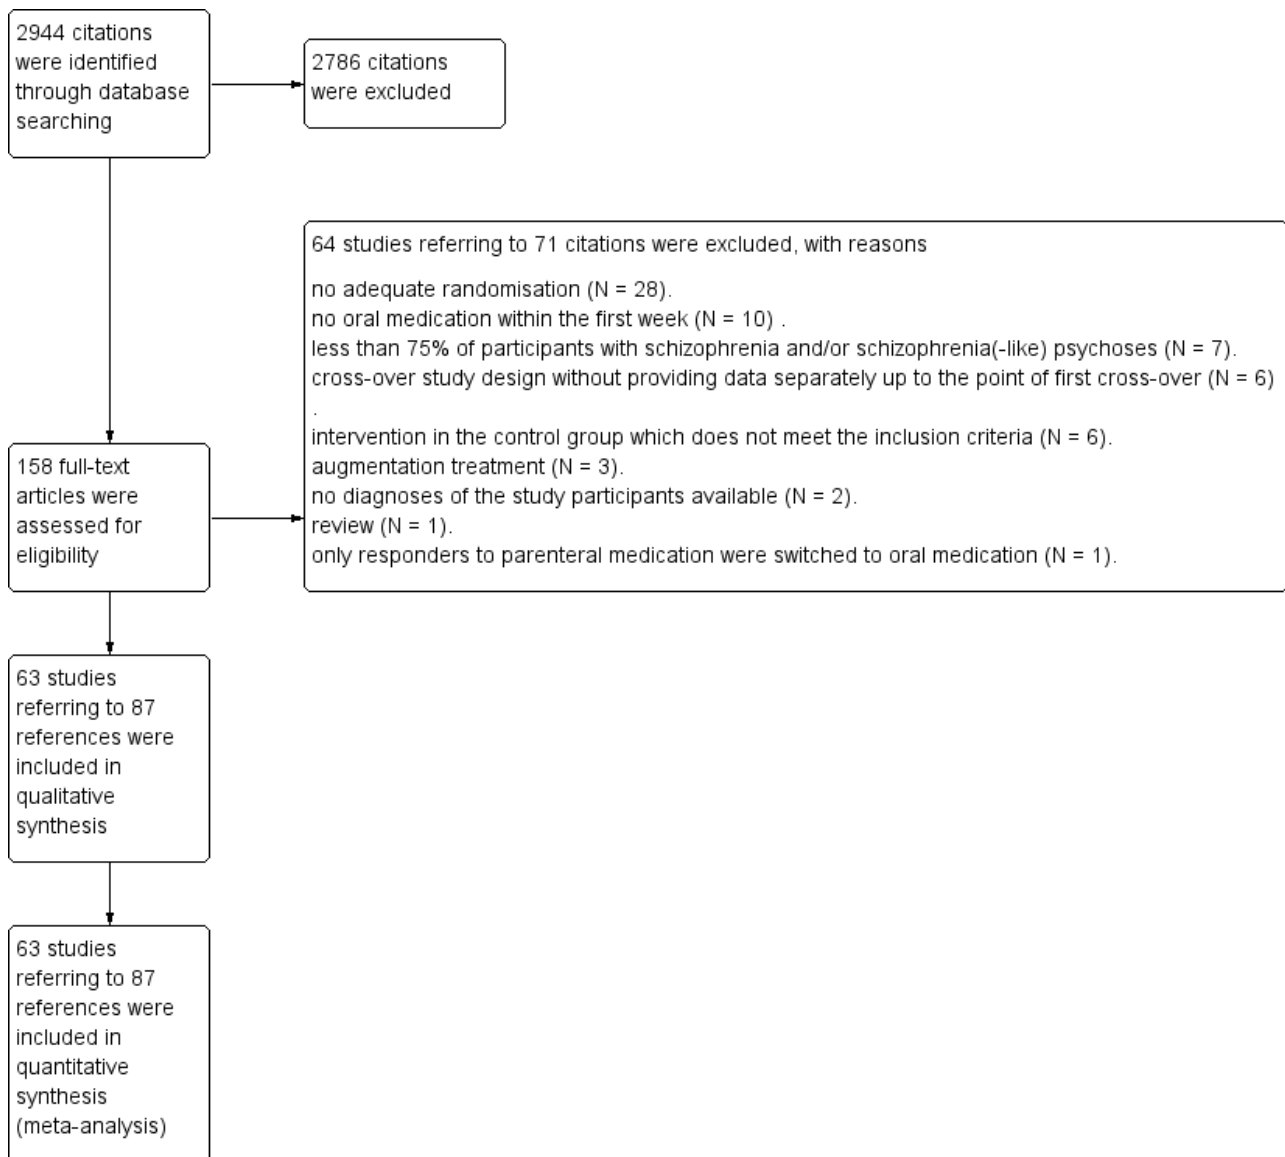 2944 citations
were identified
through database
searching
2786 citations
were excluded
64 studies referring to 71 citations were excluded, with reasons
no adequate randomisation (N = 28).
no oral medication within the first week (N = 10) .
less than 75% of participants with schizophrenia and/or schizophrenia(-like) psychoses (N = 7).
cross-over study design without providing data separately up to the point of first cross-over (N = 6)
.
intervention in the control group which does not meet the inclusion criteria (N = 6).
augmentation treatment (N = 3).
no diagnoses of the study participants available (N = 2).
review (N = 1).
only responders to parenteral medication were switched to oral medication (N = 1).
158 full-text
articles were
assessed for
eligibility
63 studies
referring to 87
references were
included in
qualitative
synthesis
63 studies
referring to 87
references were
included in
quantitative
synthesis
(meta-analysis)